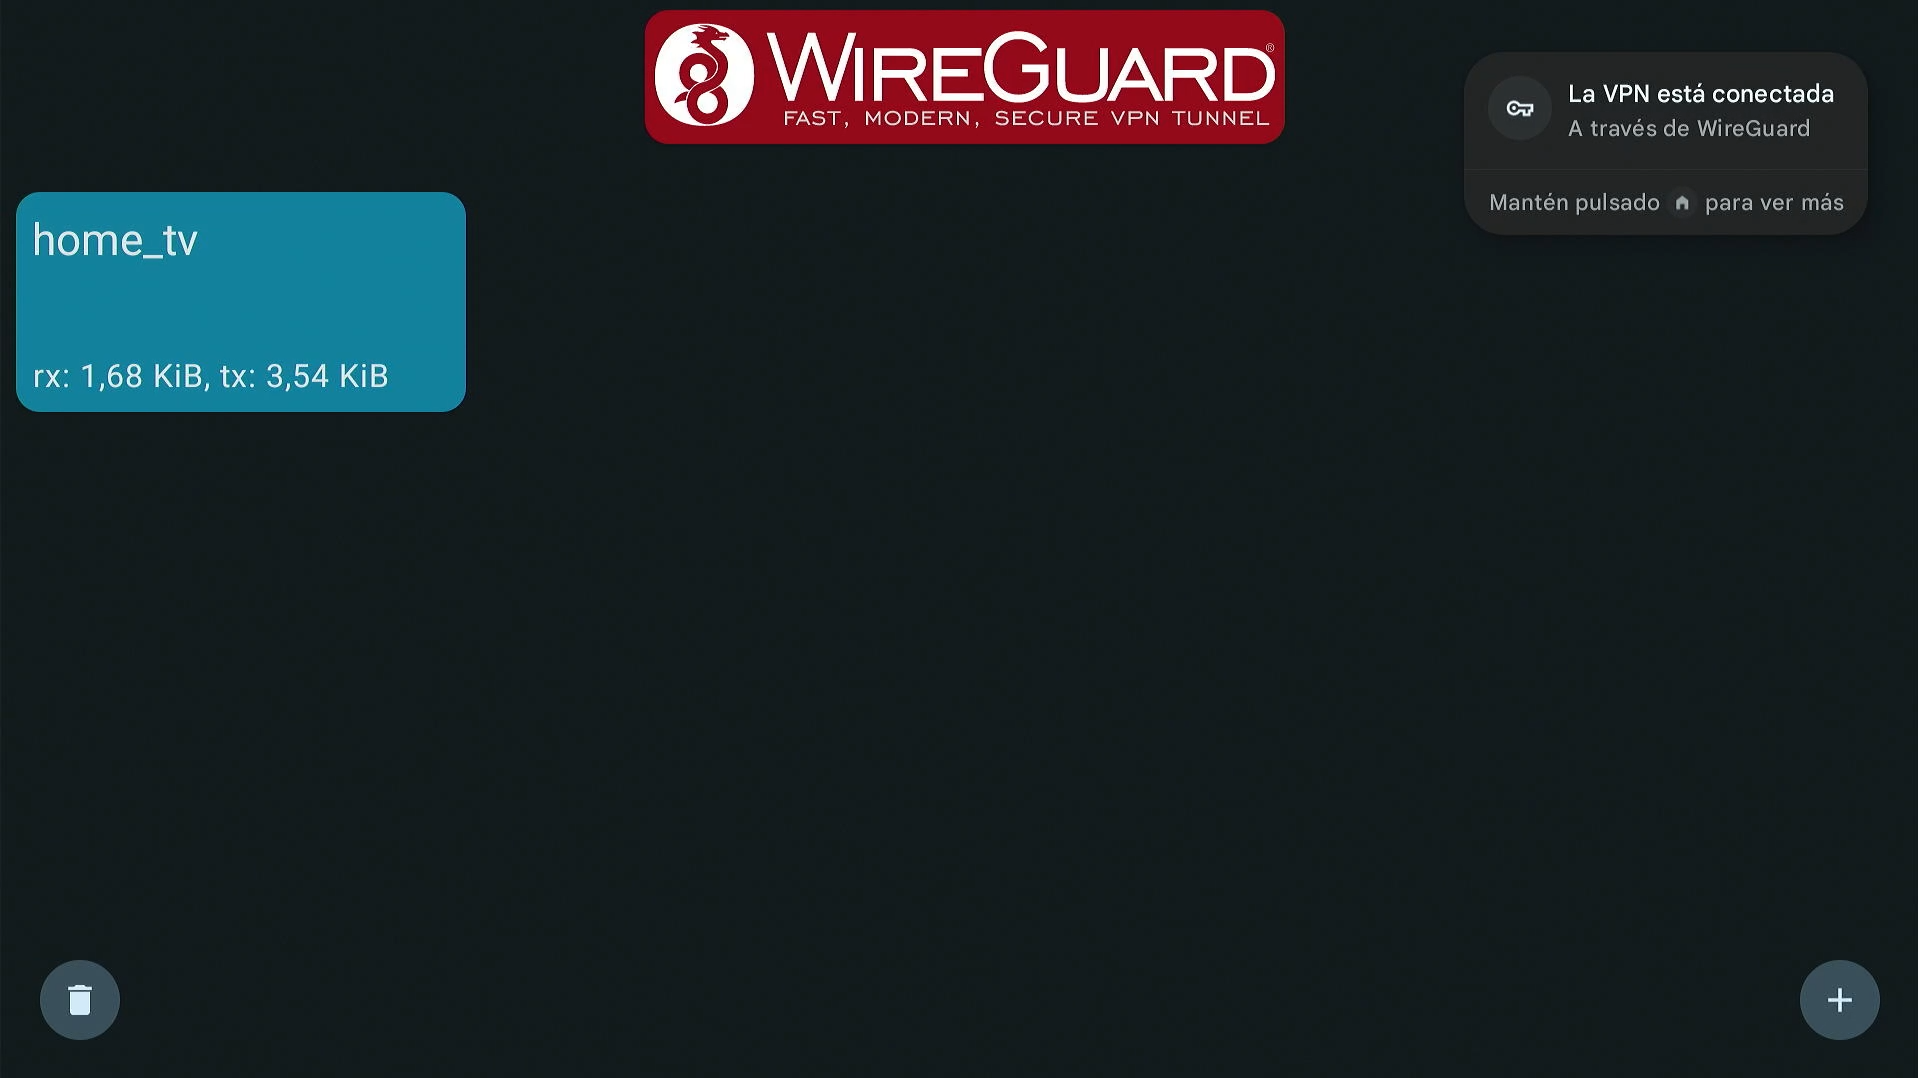 WIREGUARD®
FAST, MODERN, SECURE VPN TUNNEL
La VPN está conectada
A través de WireGuard
Mantén pulsado para ver más
home_tv
rx: 1,68 KiB, tx: 3,54 KiB